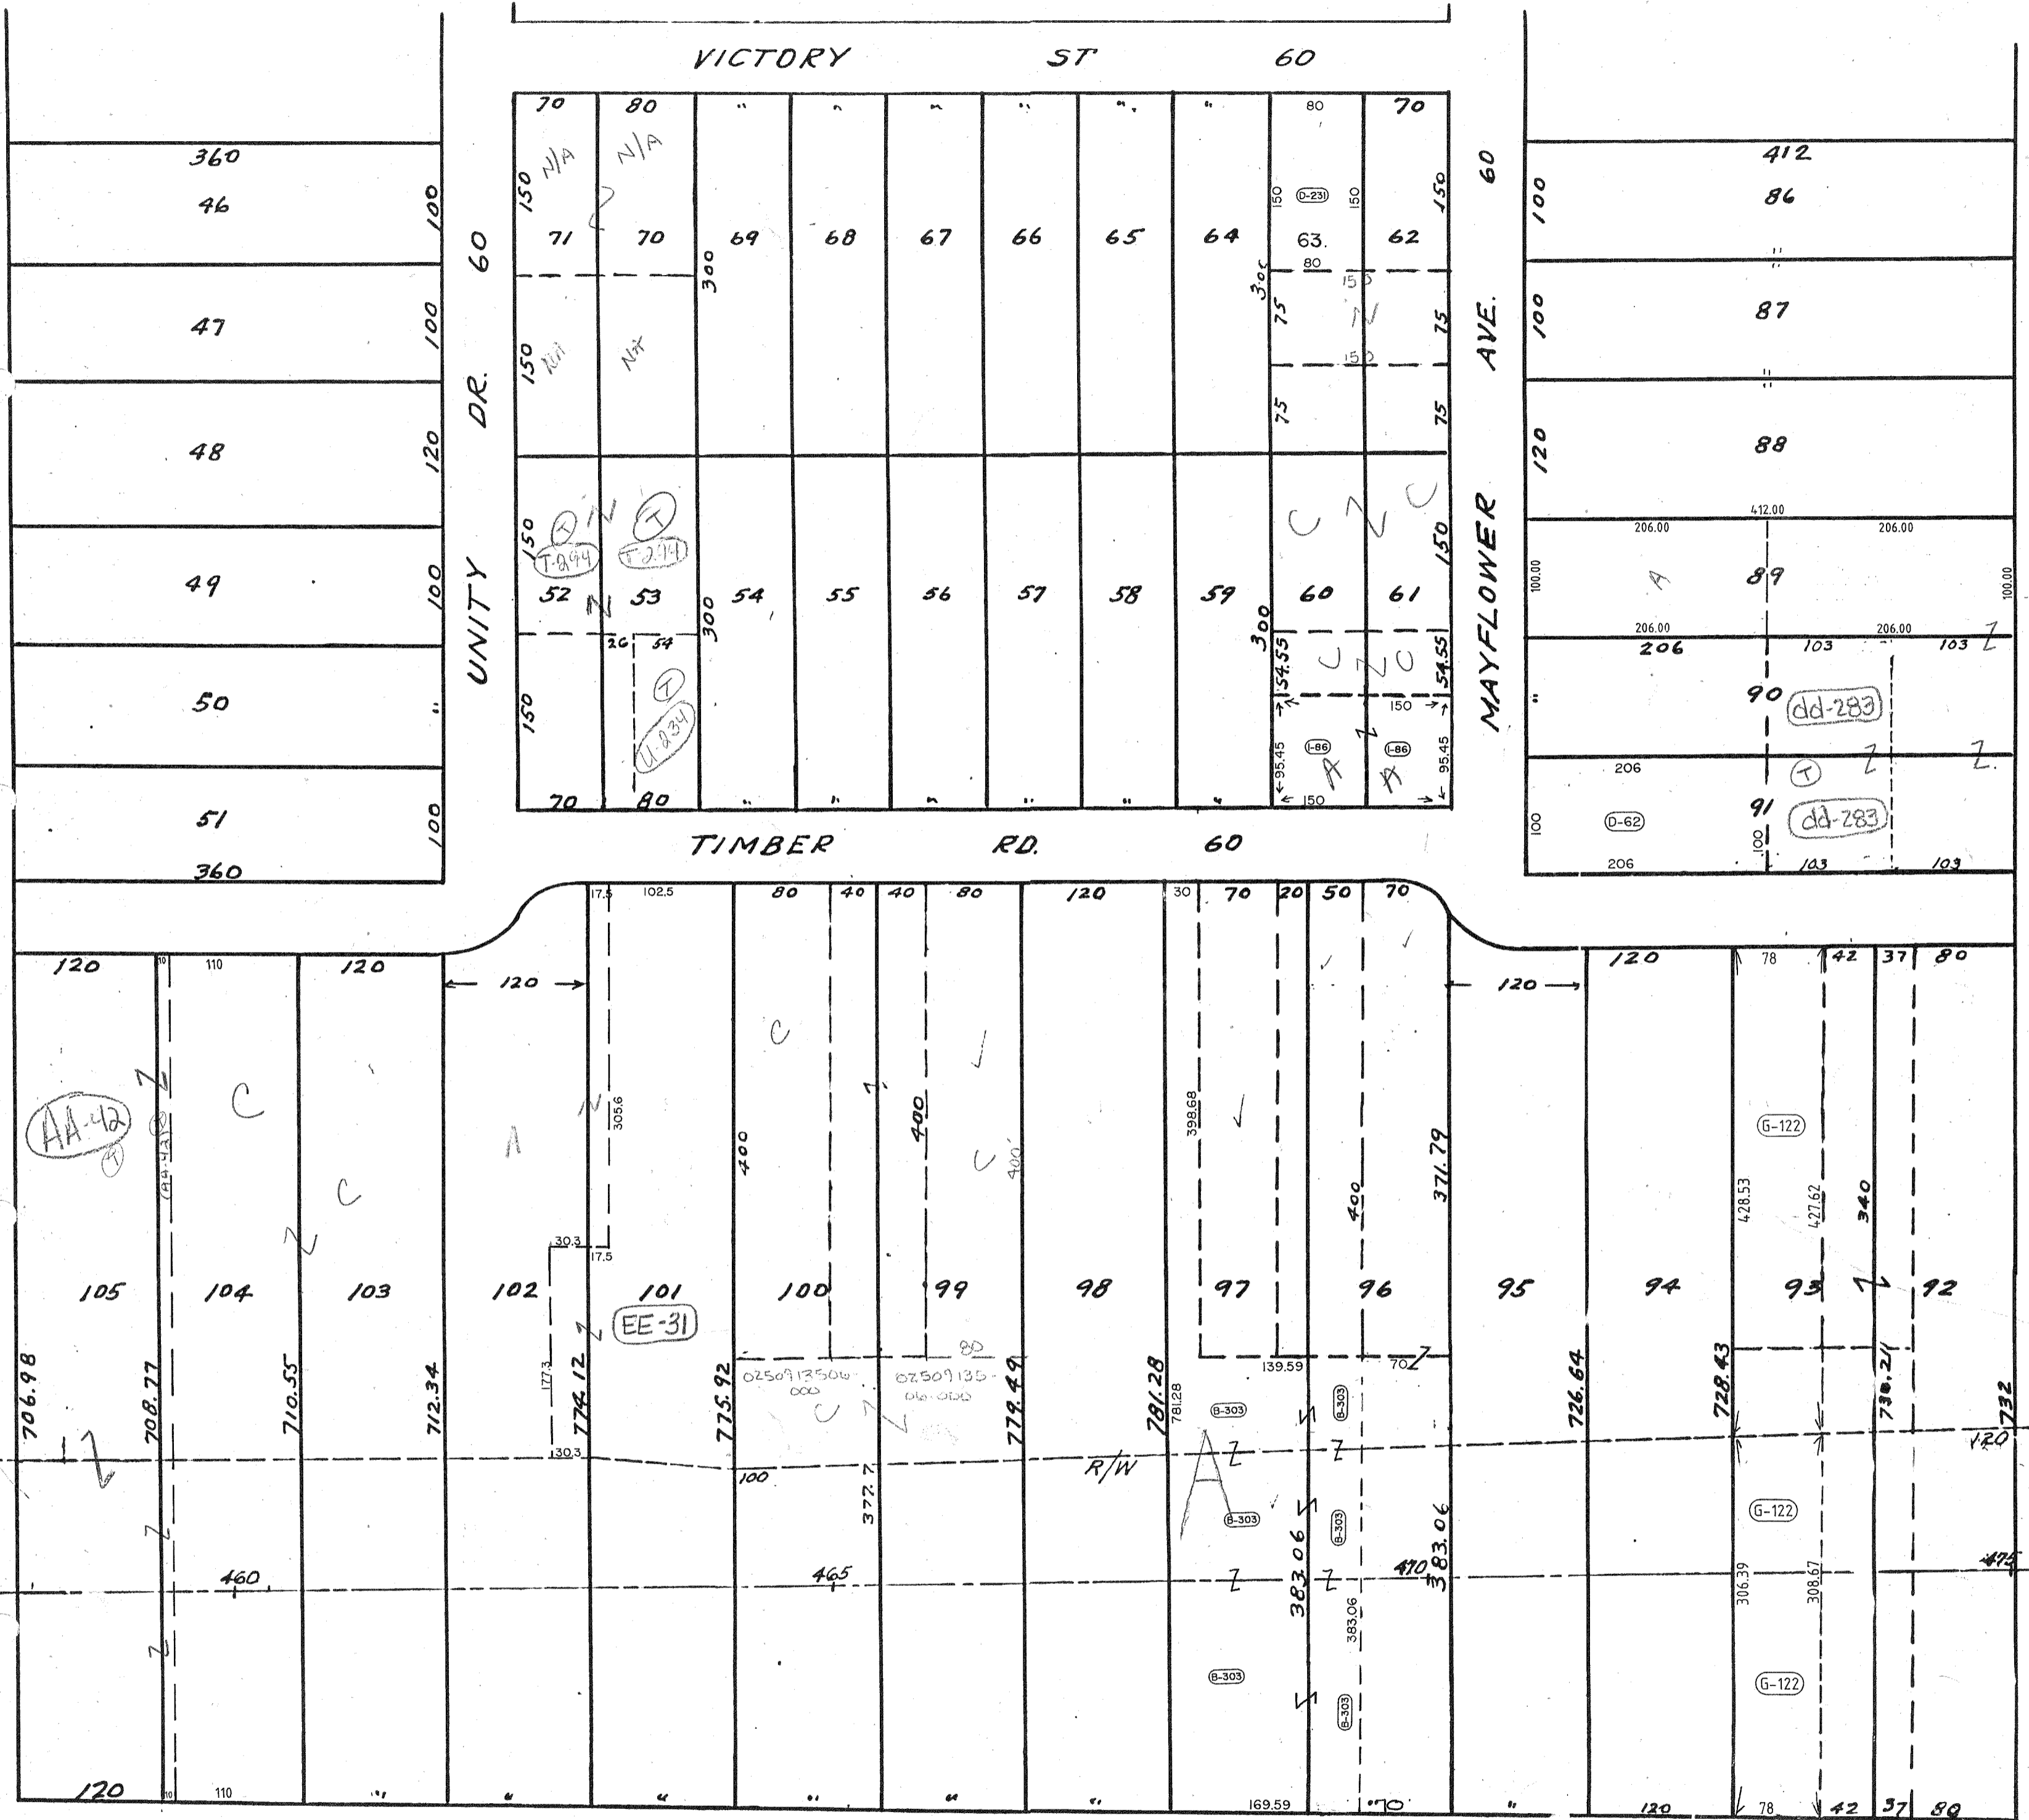 VICTORY ST 60
70 80 " " " " " " 80 70
N/A N/A
150 150 D-231 150 150
71 70 69 68 67 66 65 64 63. 62
80
300 300
150
75 75
150
150 N/A NA
75 75
360
46 100
47 100
48 120
49 100
50 "
51 100
360
UNITY DR. 60
MAYFLOWER AVE. 60
412
100 86
"
100 87
"
120 88
412.00
206.00 206.00
100.00 A 89 100.00
206.00 206.00
206 103 103
" 90 dd-283
206 T
100 D-62 91 dd-283
100
206 103 103
150 T T C C 150
T-294 T-294
52 53 54 55 56 57 58 59 60 61
300 300
26 54
54.55 C C 54.55
150 T
U-234
150
95.45 I-86 I-86 95.45
A A
150
70 80 " " " " " "
TIMBER RD. 60
17.5 102.5 80 40 40 80 120 30 70 20 50 70
120 10 110 120
120
120
120 78 42 37 80
C
AA-42 C
T AA-42
C
305.6
400 400 C 400'
398.68
400 371.79
G-122
428.53 427.62 340
30.3
17.5
105 104 103 102 101 100 99 98 97 96 95 94 93 92
EE-31
80
177.3
139.59 70
706.98 708.77 710.55 712.34 774.12 775.92 779.49 781.28 781.28 726.64 728.43 730.21 732
C
B-303 B-303
30.3
100
R/W A
120
377.7
B-303 B-303
383.06 383.06
G-122
460 465 470 475
306.39 308.67
383.06
B-303 B-303
G-122
120 10 110 " " " " " " 169.59 "70 " 120 78 42 37 80